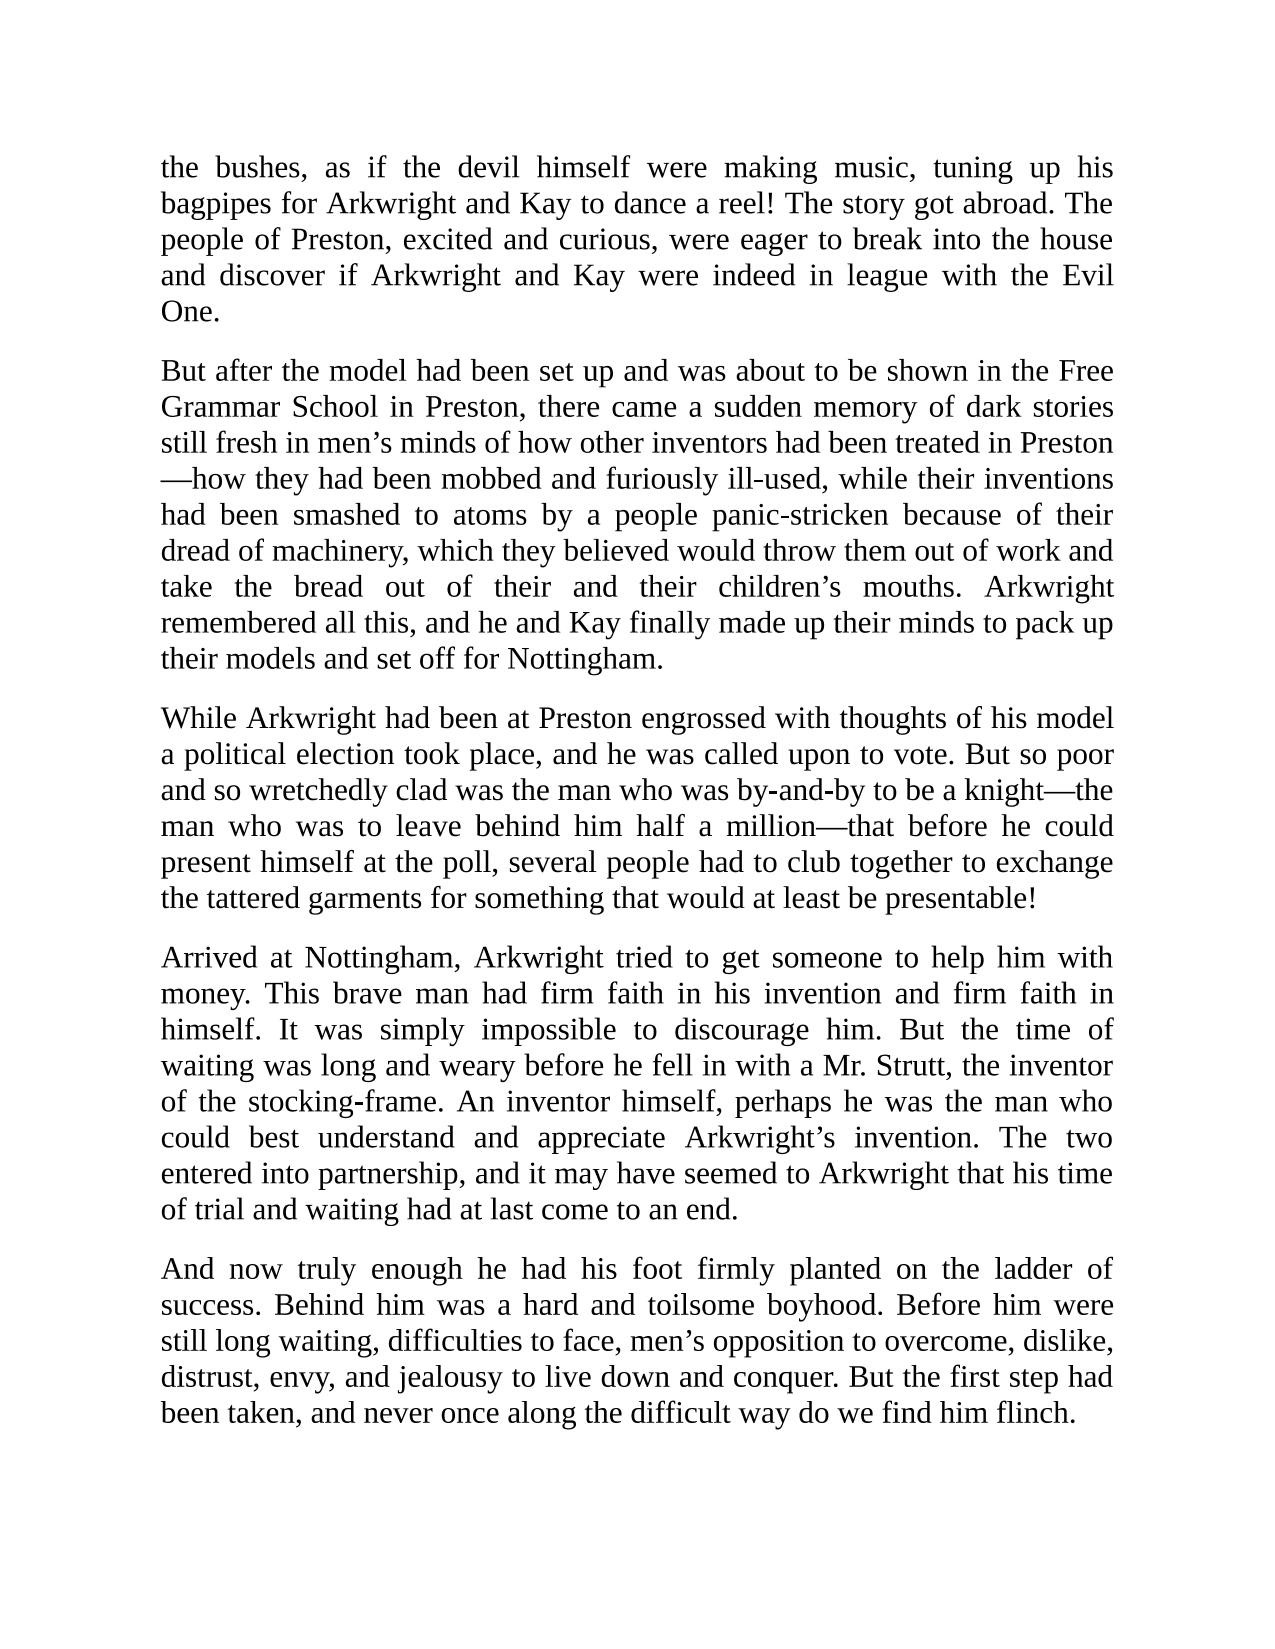 the bushes, as if the devil himself were making music, tuning up his
bagpipes for Arkwright and Kay to dance a reel! The story got abroad. The
people of Preston, excited and curious, were eager to break into the house
and discover if Arkwright and Kay were indeed in league with the Evil
One.
But after the model had been set up and was about to be shown in the Free
Grammar School in Preston, there came a sudden memory of dark stories
still fresh in men’s minds of how other inventors had been treated in Preston
—how they had been mobbed and furiously ill-used, while their inventions
had been smashed to atoms by a people panic-stricken because of their
dread of machinery, which they believed would throw them out of work and
take the bread out of their and their children’s mouths. Arkwright
remembered all this, and he and Kay finally made up their minds to pack up
their models and set off for Nottingham.
While Arkwright had been at Preston engrossed with thoughts of his model
a political election took place, and he was called upon to vote. But so poor
and so wretchedly clad was the man who was by-and-by to be a knight—the
man who was to leave behind him half a million—that before he could
present himself at the poll, several people had to club together to exchange
the tattered garments for something that would at least be presentable!
Arrived at Nottingham, Arkwright tried to get someone to help him with
money. This brave man had firm faith in his invention and firm faith in
himself. It was simply impossible to discourage him. But the time of
waiting was long and weary before he fell in with a Mr. Strutt, the inventor
of the stocking-frame. An inventor himself, perhaps he was the man who
could best understand and appreciate Arkwright’s invention. The two
entered into partnership, and it may have seemed to Arkwright that his time
of trial and waiting had at last come to an end.
And now truly enough he had his foot firmly planted on the ladder of
success. Behind him was a hard and toilsome boyhood. Before him were
still long waiting, difficulties to face, men’s opposition to overcome, dislike,
distrust, envy, and jealousy to live down and conquer. But the first step had
been taken, and never once along the difficult way do we find him flinch.